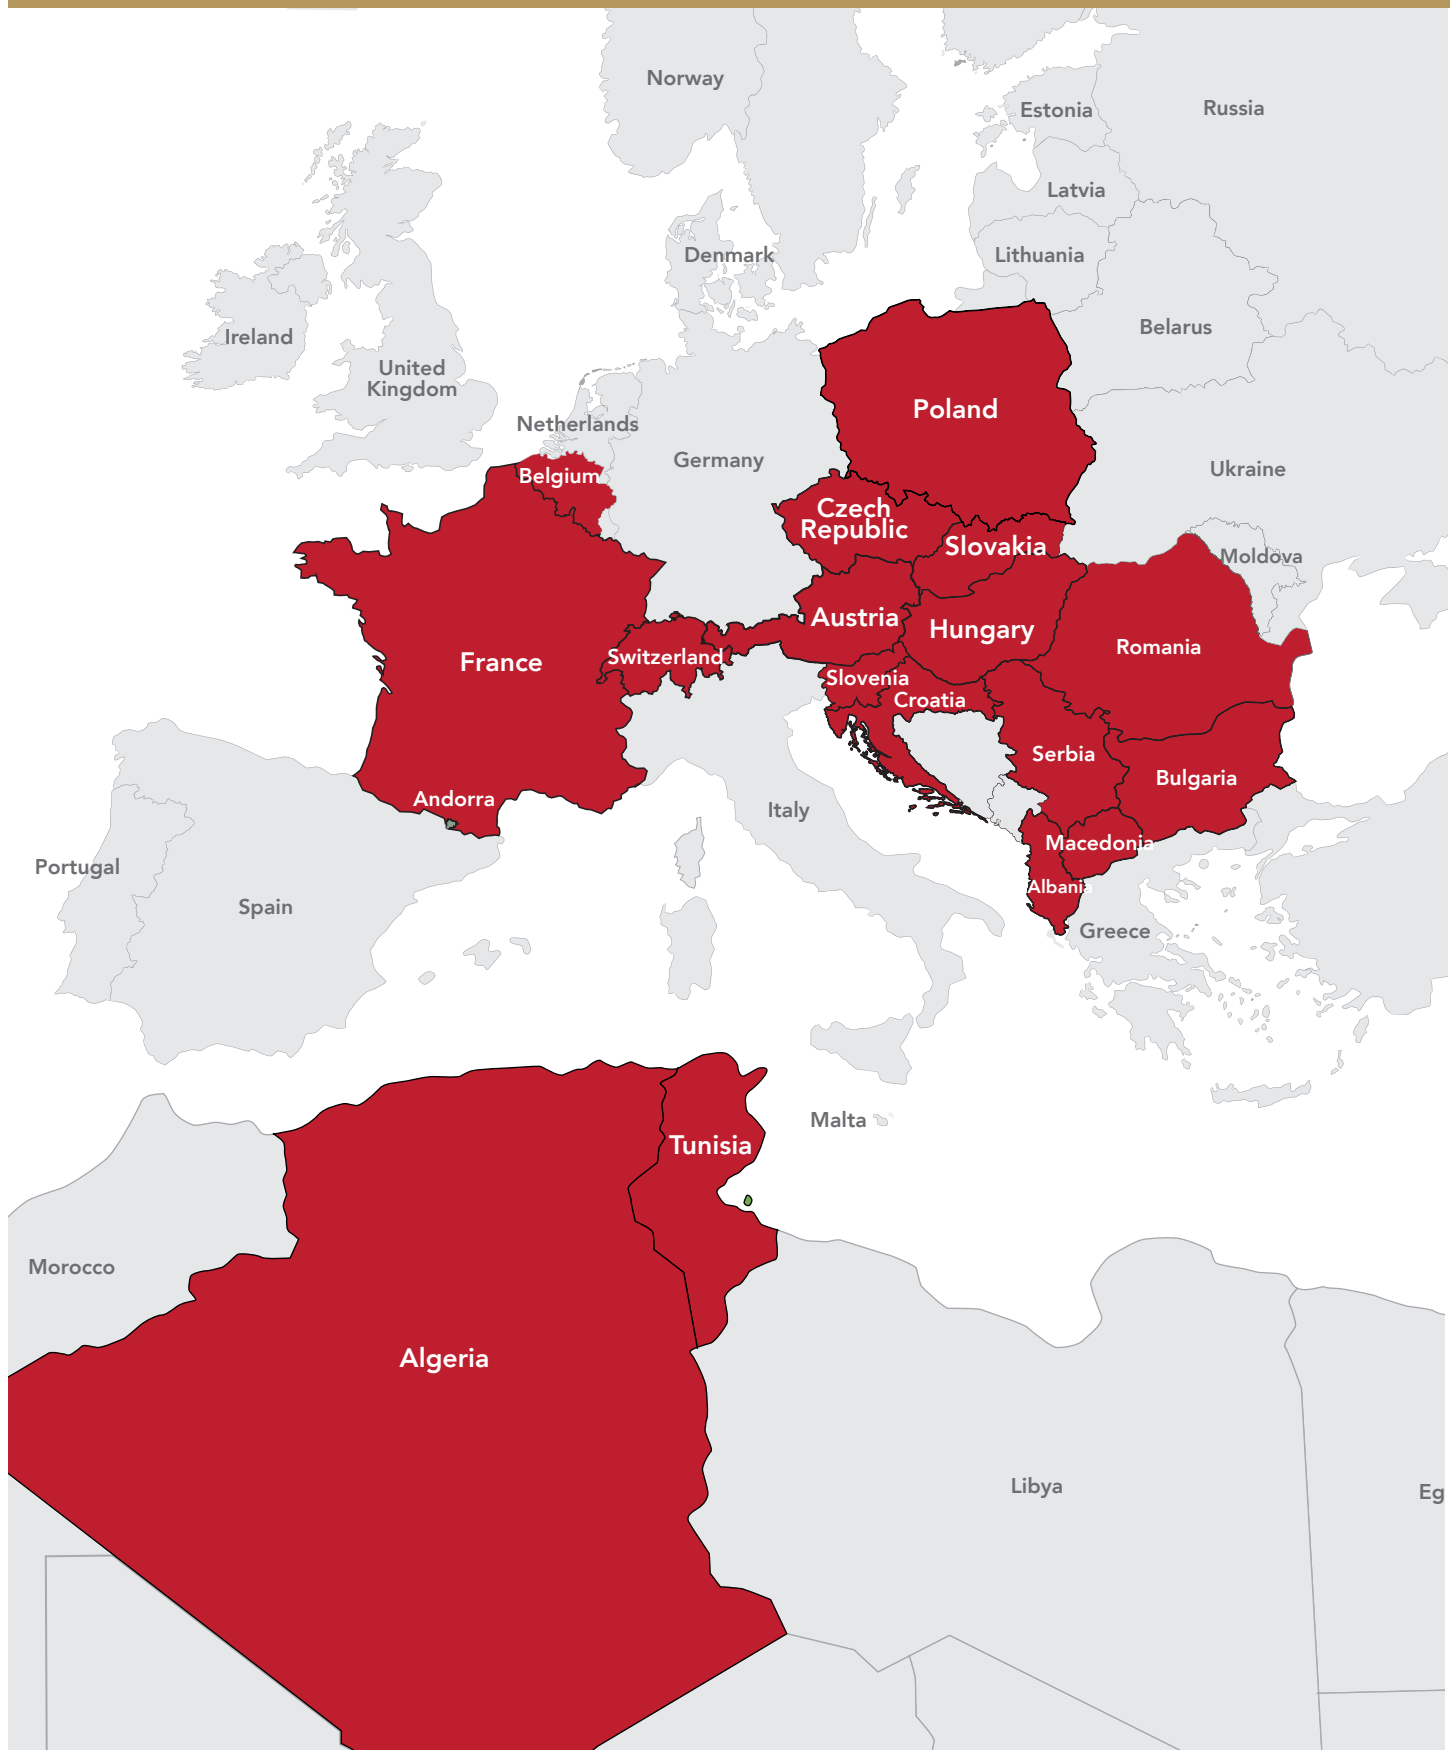 Norway
Estonia
Russia
Latvia
Denmark
Lithuania
Ireland
Belarus
United
Kingdom
Poland
Netherlands
Germany
Ukraine
Belgium
Czech
Republic
Slovakia
Moldova
Austria
Hungary
Romania
France
Switzerland
Slovenia
Croatia
Serbia
Bulgaria
Andorra
Italy
Macedonia
Portugal
Albania
Spain
Greece
Malta
Tunisia
Morocco
Algeria
Libya
Eg